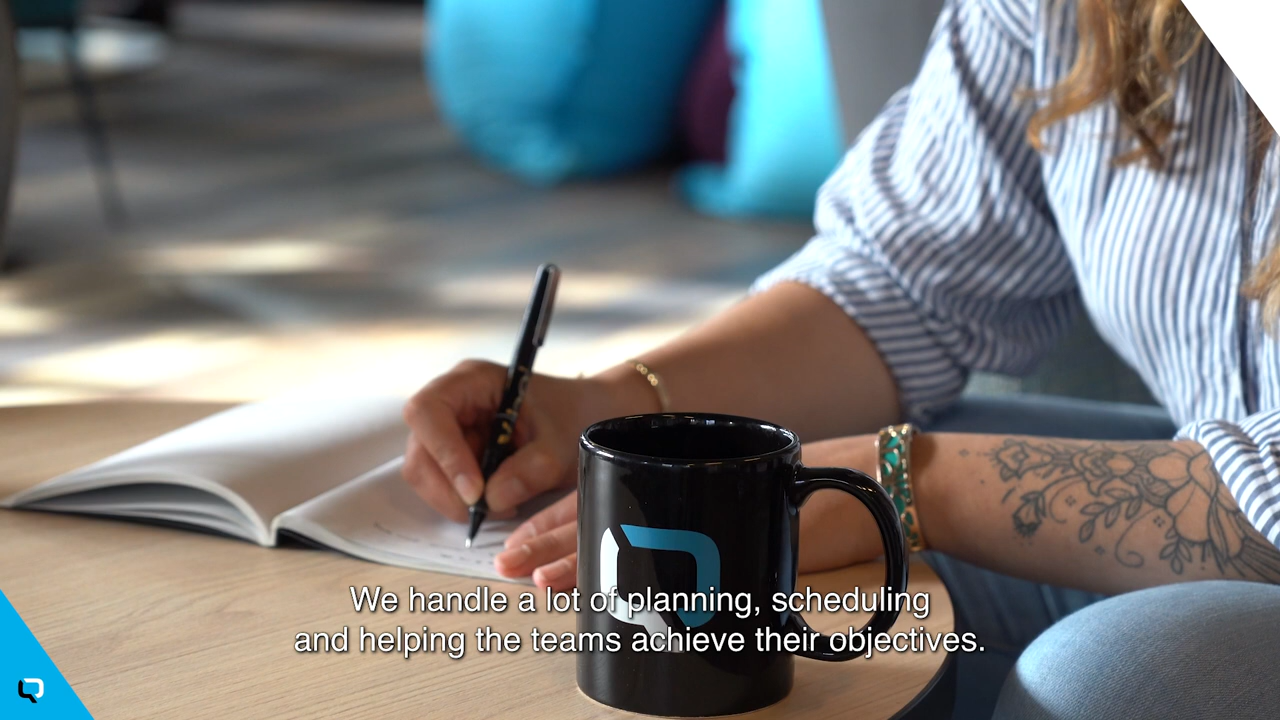 We handle a lot of planning, scheduling
and helping the teams achieve their objectives.